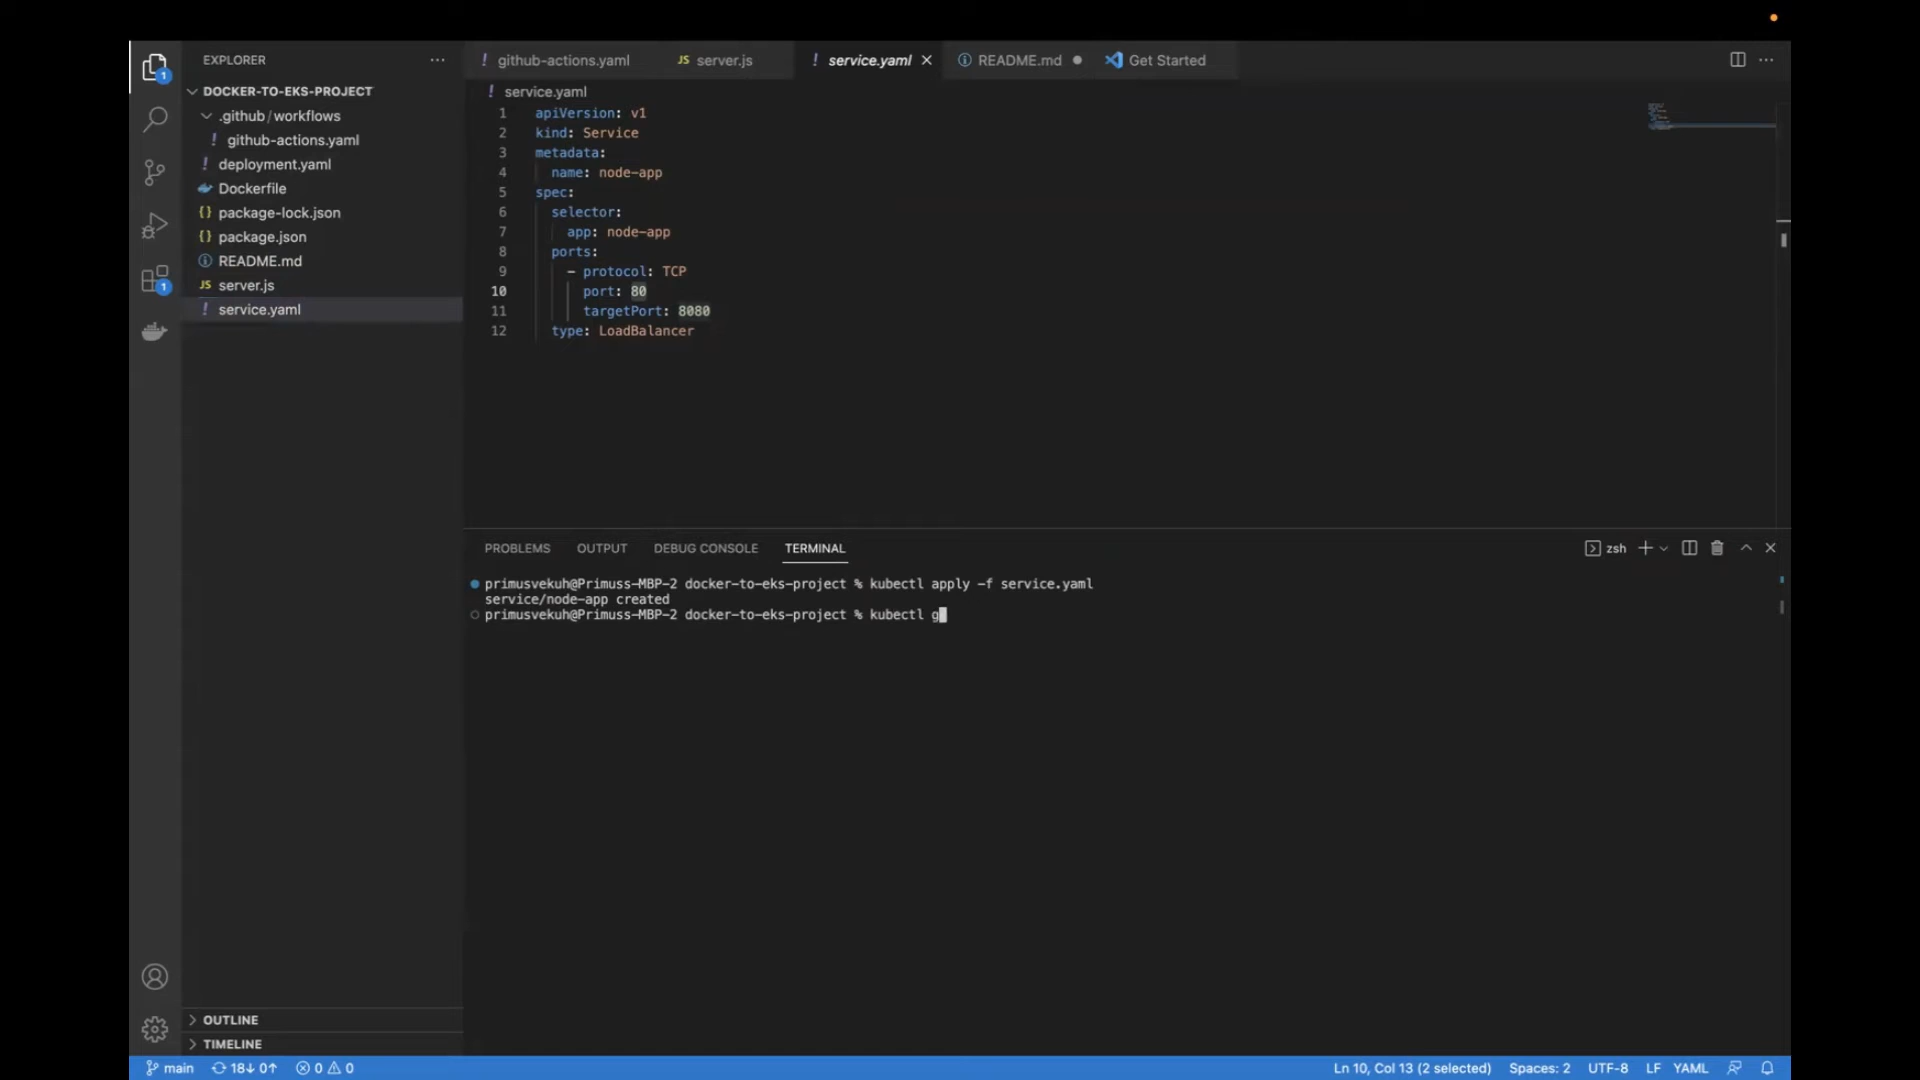 EXPLORER
DOCKER-TO-EKS-PROJECT
.github/workflows
! github-actions.yaml
! deployment.yaml
Dockerfile
{} package-lock.json
{} package.json
README.md
JS server.js
! service.yaml
OUTLINE
TIMELINE
1
1
! github-actions.yaml
JS server.js
! service.yaml
README.md
Get Started
! service.yaml
1 apiVersion: v1
2 kind: Service
3 metadata:
4 name: node-app
5 spec:
6 selector:
7 app: node-app
8 ports:
9 - protocol: TCP
10 port: 80
11 targetPort: 8080
12 type: LoadBalancer
PROBLEMS OUTPUT DEBUG CONSOLE TERMINAL
zsh
primusvekuh@Primuss-MBP-2 docker-to-eks-project % kubectl apply -f service.yaml
service/node-app created
primusvekuh@Primuss-MBP-2 docker-to-eks-project % kubectl g
main 18↓ 0↑ 0 0
Ln 10, Col 13 (2 selected) Spaces: 2 UTF-8 LF YAML